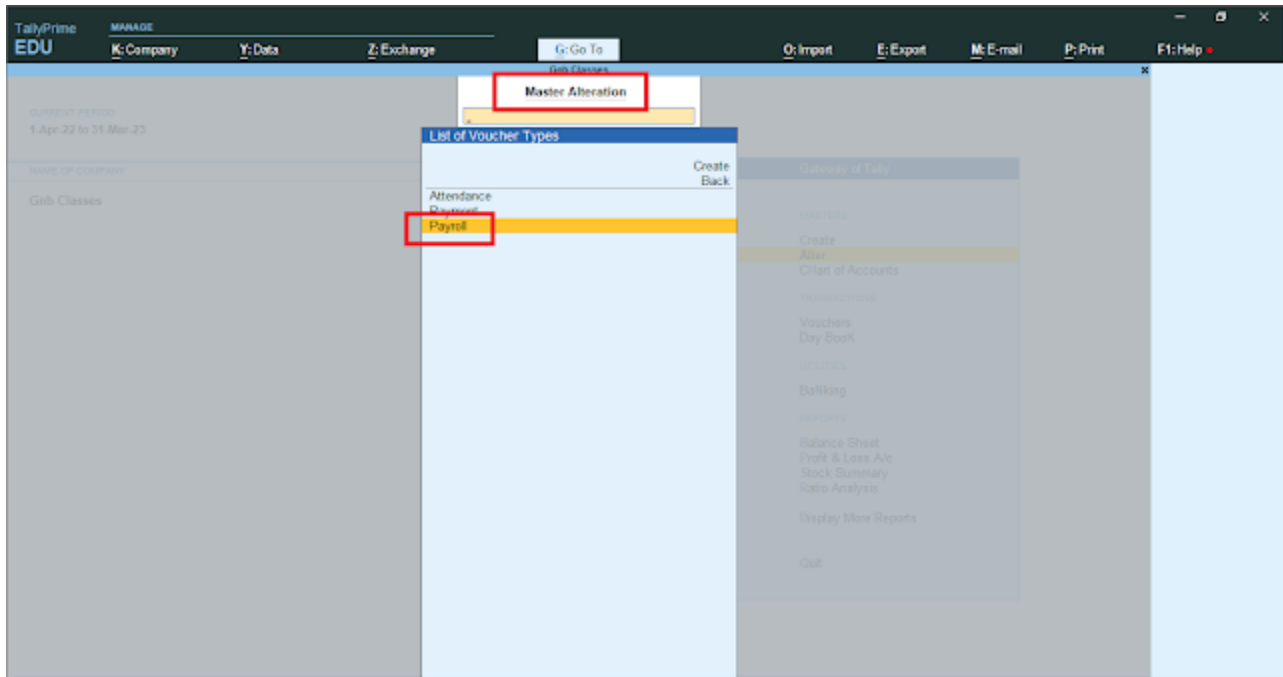 TallyPrime
EDU
MANAGE
K: Company
Y: Data
Z: Exchange
G: Go To
O: Import
E: Export
M: E-mail
P: Print
F1: Help
Gnb Classes
Master Alteration
CURRENT PERIOD
1-Apr-22 to 31-Mar-23
NAME OF COMPANY
Gnb Classes
List of Voucher Types
Create
Back
Attendance
Payment
Payroll
Gateway of Tally
MASTERS
Create
Alter
CHart of Accounts
TRANSACTIONS
Vouchers
Day BooK
UTILITIES
BaNking
REPORTS
Balance Sheet
Profit & Loss A/c
Stock Summary
Ratio Analysis
Display More Reports
Quit